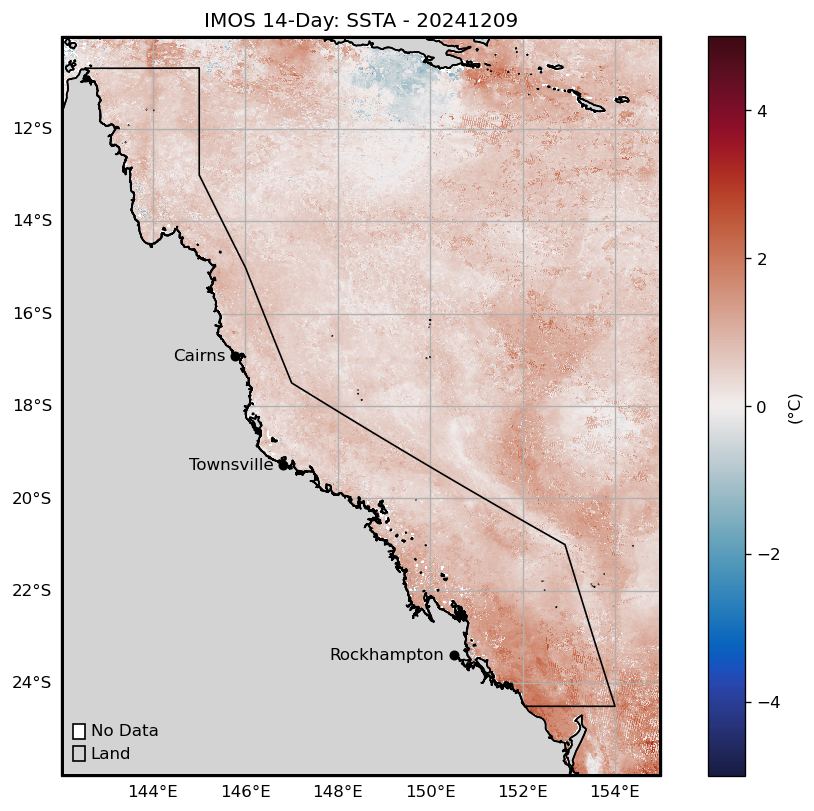 IMOS 14-Day: SSTA - 20241209
12°S
14°S
16°S
18°S
20°S
22°S
24°S
Cairns
Townsville
Rockhampton
No Data
Land
144°E 146°E 148°E 150°E 152°E 154°E
4
2
0
−2
−4
(°C)